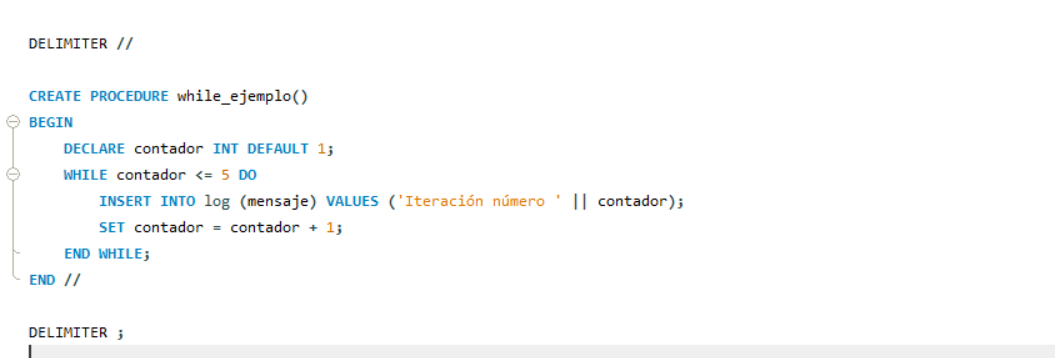 DELIMITER //
CREATE PROCEDURE while_ejemplo()
BEGIN
DECLARE contador INT DEFAULT 1;
WHILE contador <= 5 DO
INSERT INTO log (mensaje) VALUES ('Iteración número ' || contador);
SET contador = contador + 1;
END WHILE;
END //
DELIMITER ;